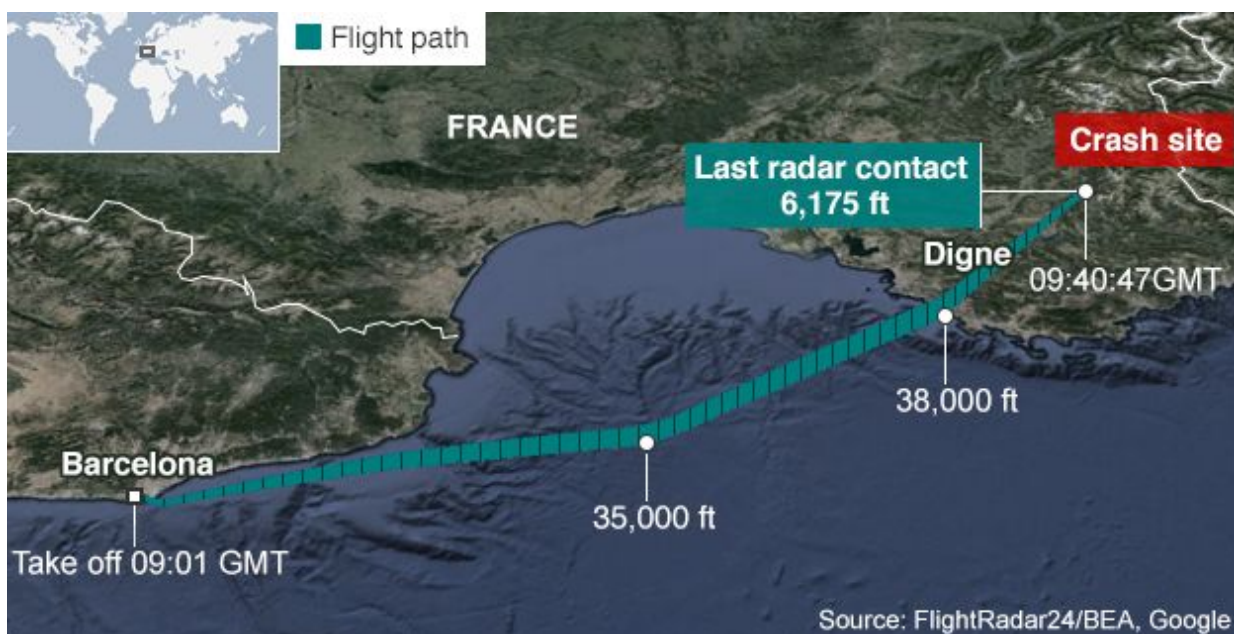 Flight path
FRANCE
Crash site
Last radar contact
6,175 ft
Digne
09:40:47GMT
38,000 ft
Barcelona
35,000 ft
Take off 09:01 GMT
Source: FlightRadar24/BEA, Google